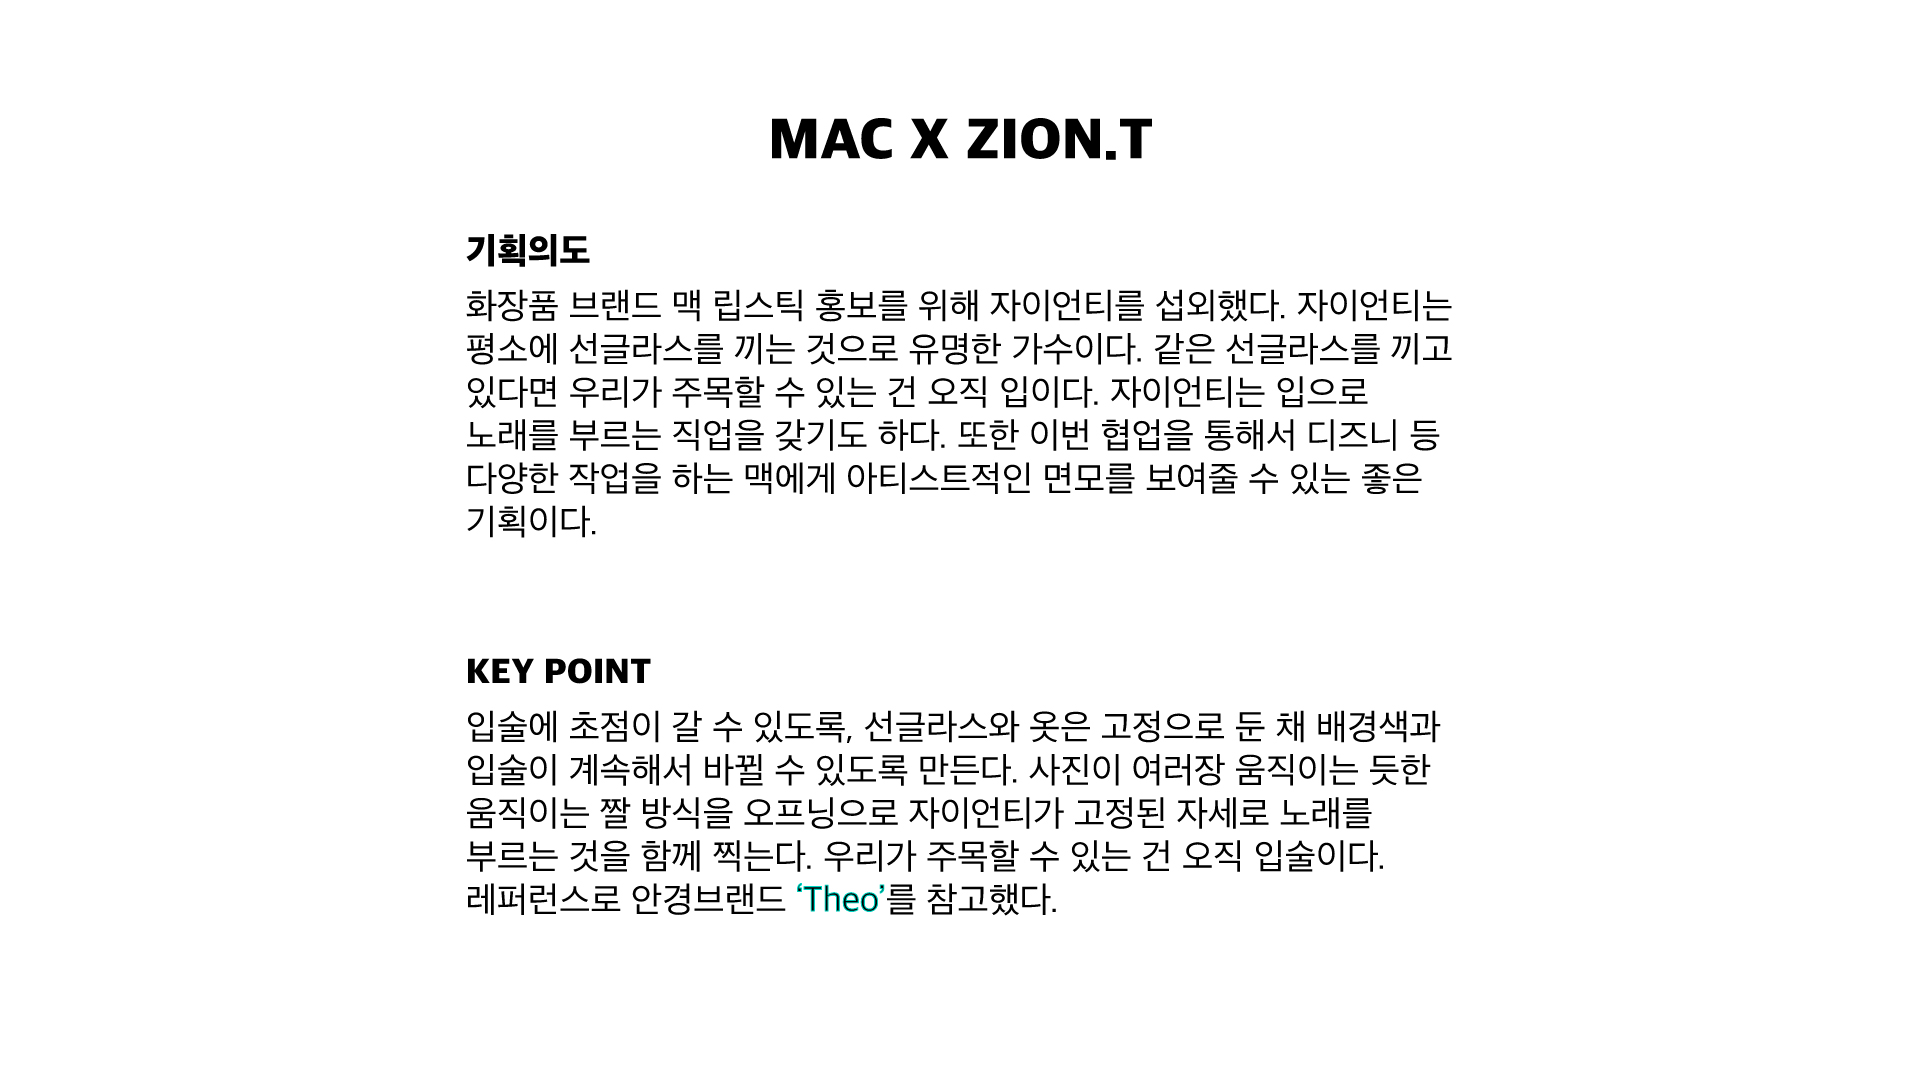 MAC X ZION.T
기획의도
화장품 브랜드 맥 립스틱 홍보를 위해 자이언티를 섭외했다. 자이언티는
평소에 선글라스를 끼는 것으로 유명한 가수이다. 같은 선글라스를 끼고
있다면 우리가 주목할 수 있는 건 오직 입이다. 자이언티는 입으로
노래를 부르는 직업을 갖기도 하다. 또한 이번 협업을 통해서 디즈니 등
다양한 작업을 하는 맥에게 아티스트적인 면모를 보여줄 수 있는 좋은
기획이다.
KEY POINT
입술에 초점이 갈 수 있도록, 선글라스와 옷은 고정으로 둔 채 배경색과
입술이 계속해서 바뀔 수 있도록 만든다. 사진이 여러장 움직이는 듯한
움직이는 짤 방식을 오프닝으로 자이언티가 고정된 자세로 노래를
부르는 것을 함께 찍는다. 우리가 주목할 수 있는 건 오직 입술이다.
레퍼런스로 안경브랜드 ‘Theo’를 참고했다.